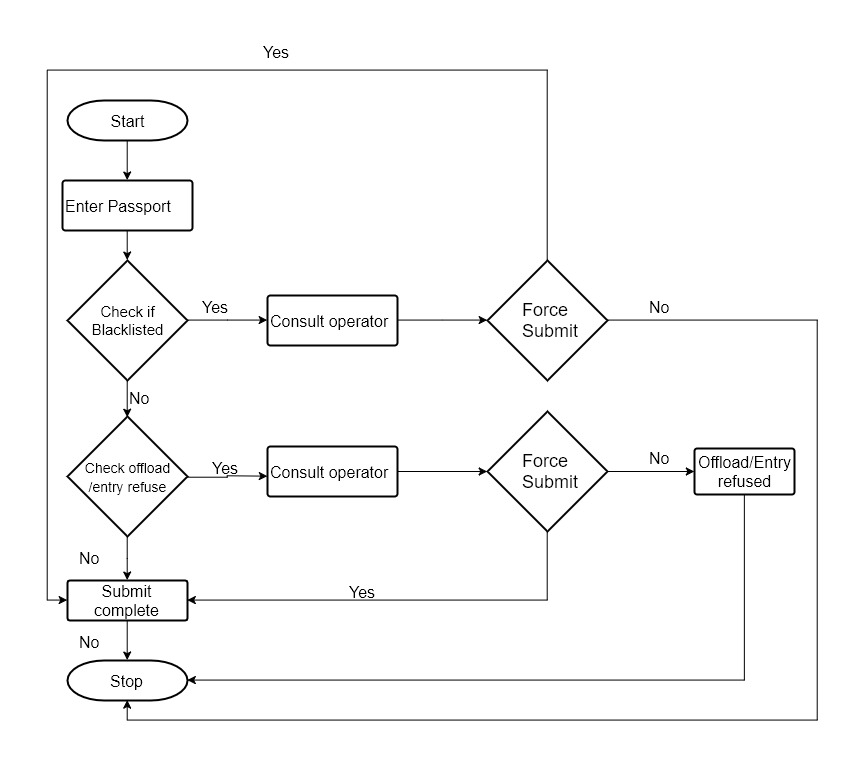 Yes
Start
Enter Passport
Check if
Blacklisted
Yes
Consult operator
Force
Submit
No
No
Check offload
/entry refuse
Yes
Consult operator
Force
Submit
No
Offload/Entry
refused
No
Submit
complete
Yes
No
Stop